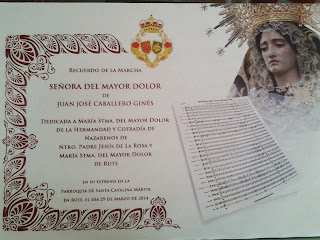 Recuerdo de la Marcha
SEÑORA DEL MAYOR DOLOR
DE
JUAN JOSÉ CABALLERO GINÉS
Dedicada a María Stma. del Mayor Dolor
de la Hermandad y Cofradía de
Nazarenos de
Ntro. Padre Jesús de la Rosa y
María Stma. del Mayor Dolor
de Rute
En su estreno en la
Parroquia de Santa Catalina Mártir
En Rute, el día 29 de marzo de 2014